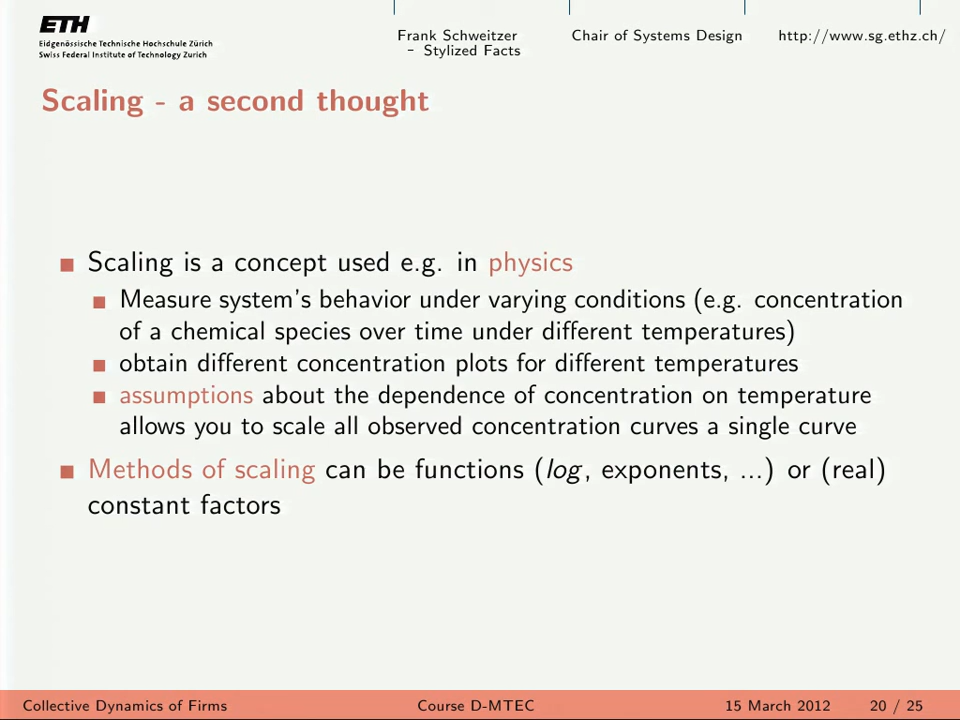 ETH
Eidgenössische Technische Hochschule Zürich
Swiss Federal Institute of Technology Zurich
Frank Schweitzer
– Stylized Facts
Chair of Systems Design
http://www.sg.ethz.ch/
Scaling - a second thought
Scaling is a concept used e.g. in physics
Measure system's behavior under varying conditions (e.g. concentration
of a chemical species over time under different temperatures)
obtain different concentration plots for different temperatures
assumptions about the dependence of concentration on temperature
allows you to scale all observed concentration curves a single curve
Methods of scaling can be functions (log, exponents, ...) or (real)
constant factors
Collective Dynamics of Firms
Course D-MTEC
15 March 2012
20 / 25